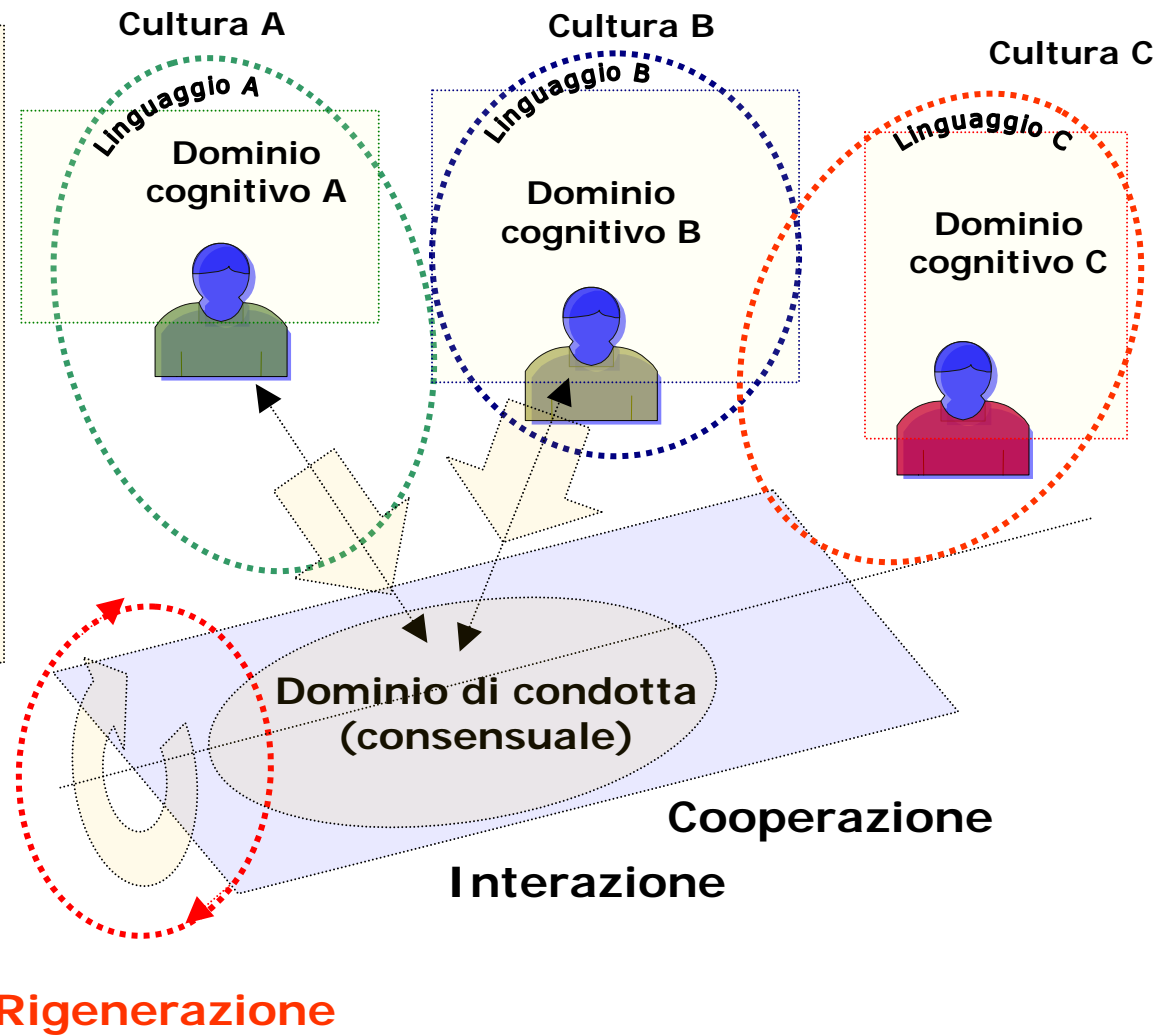 Cultura A
Linguaggio A
Dominio
cognitivo A
Cultura B
Linguaggio B
Dominio
cognitivo B
Cultura C
Linguaggio C
Dominio
cognitivo C
Dominio di condotta
(consensuale)
Cooperazione
Interazione
Rigenerazione